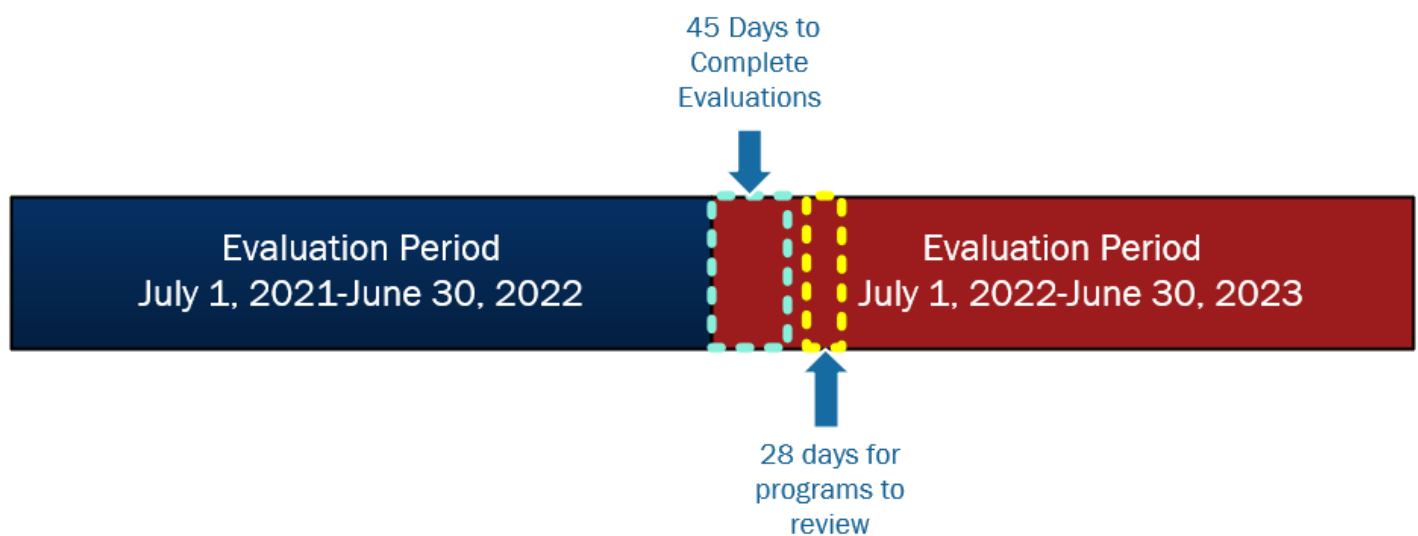 45 Days to
Complete
Evaluations
Evaluation Period
July 1, 2021-June 30, 2022
Evaluation Period
July 1, 2022-June 30, 2023
28 days for
programs to
review